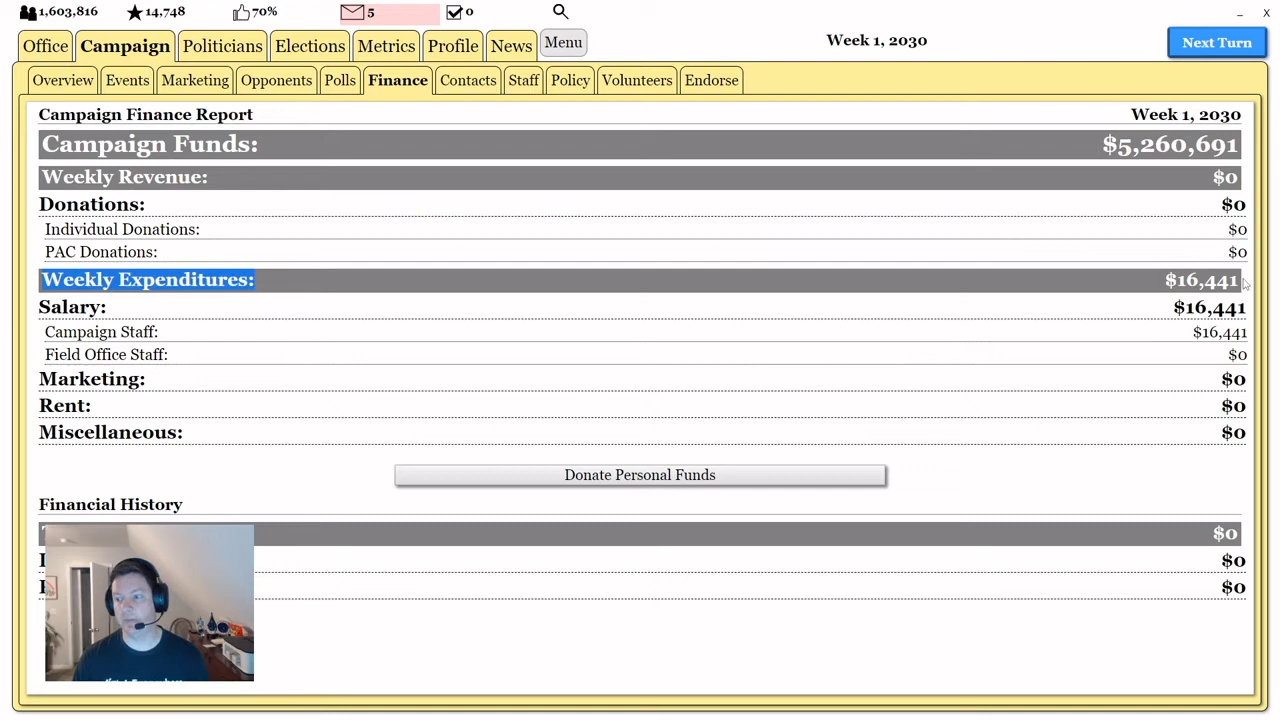 1,603,816 14,748 70% 5 0
_ X
Office Campaign Politicians Elections Metrics Profile News Menu Week 1, 2030 Next Turn
Overview Events Marketing Opponents Polls Finance Contacts Staff Policy Volunteers Endorse
Campaign Finance Report Week 1, 2030
Campaign Funds: $5,260,691
Weekly Revenue: $0
Donations: $0
Individual Donations: $0
PAC Donations: $0
Weekly Expenditures: $16,441
Salary: $16,441
Campaign Staff: $16,441
Field Office Staff: $0
Marketing: $0
Rent: $0
Miscellaneous: $0
Donate Personal Funds
Financial History
$0
$0
$0